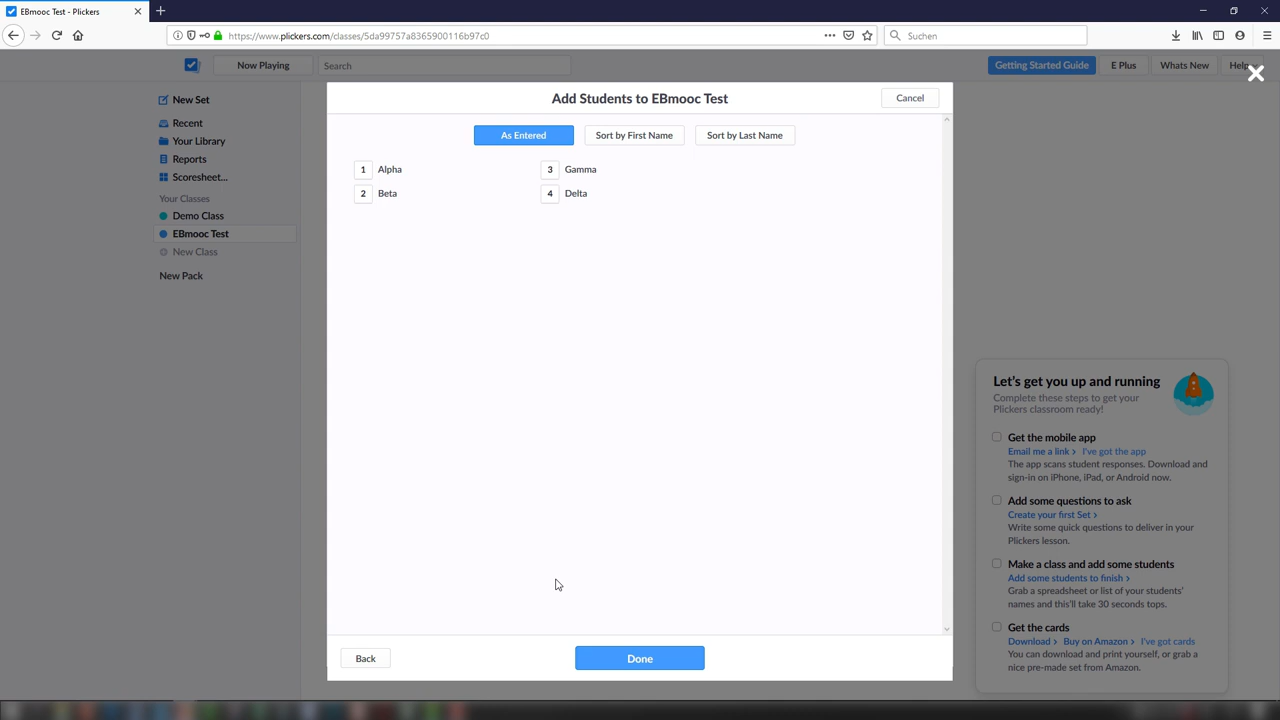 EBmooc Test - Plickers
https://www.plickers.com/classes/5da99757a8365900116b97c0
Suchen
Now Playing
Search
Getting Started Guide
E Plus
Whats New
Help
New Set
Recent
Your Library
Reports
Scoresheet...
Your Classes
Demo Class
EBmooc Test
New Class
New Pack
Add Students to EBmooc Test
Cancel
As Entered
Sort by First Name
Sort by Last Name
1 Alpha
2 Beta
3 Gamma
4 Delta
Back
Done
Let's get you up and running
Complete these steps to get your
Plickers classroom ready!
Get the mobile app
Email me a link › I've got the app
The app scans student responses. Download and
sign-in on iPhone, iPad, or Android now.
Add some questions to ask
Create your first Set ›
Write some quick questions to deliver in your
Plickers lesson.
Make a class and add some students
Add some students to finish ›
Grab a spreadsheet or list of your students'
names and this'll take 30 seconds tops.
Get the cards
Download › Buy on Amazon › I've got cards
You can download and print yourself, or grab a
nice pre-made set from Amazon.